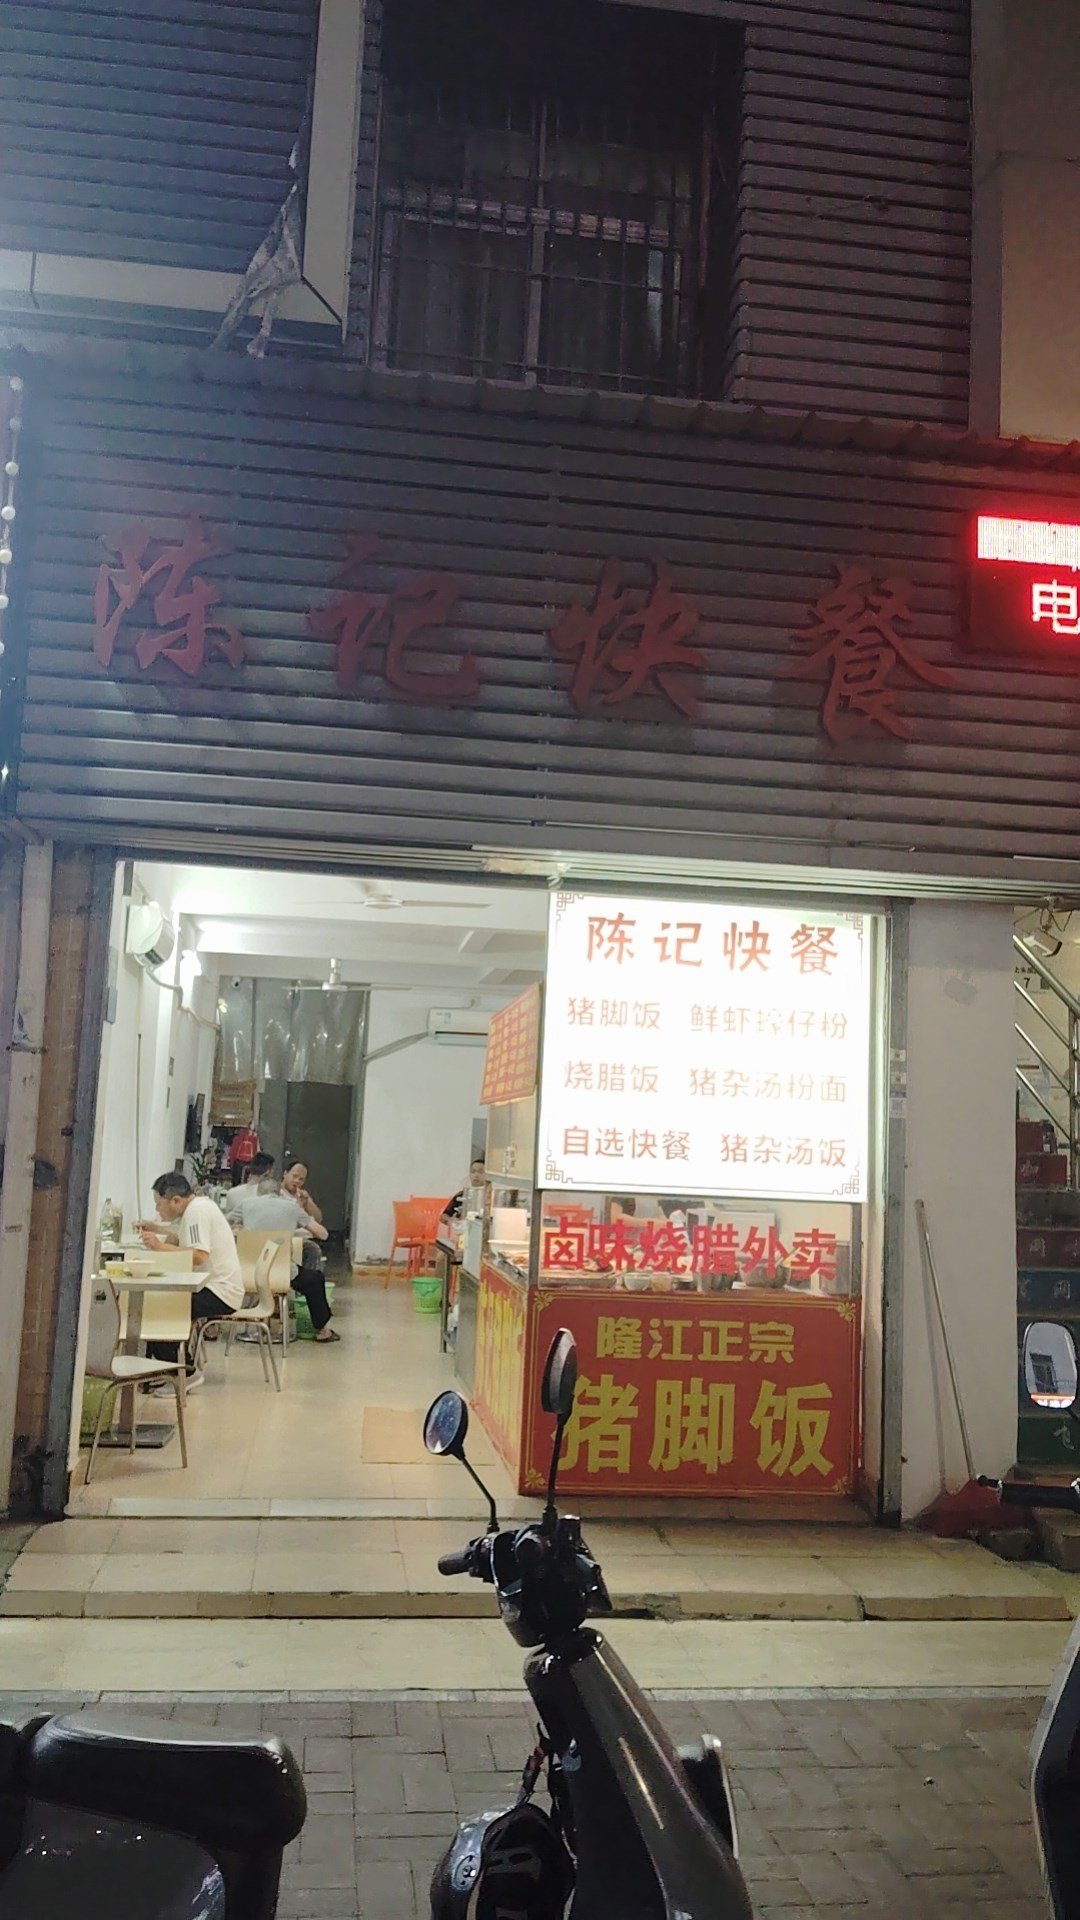 陈记快餐
电
陈记快餐
猪脚饭 鲜虾蠔仔粉
烧腊饭 猪杂汤粉面
自选快餐 猪杂汤饭
7
卤味烧腊外卖
隆江正宗
猪脚饭